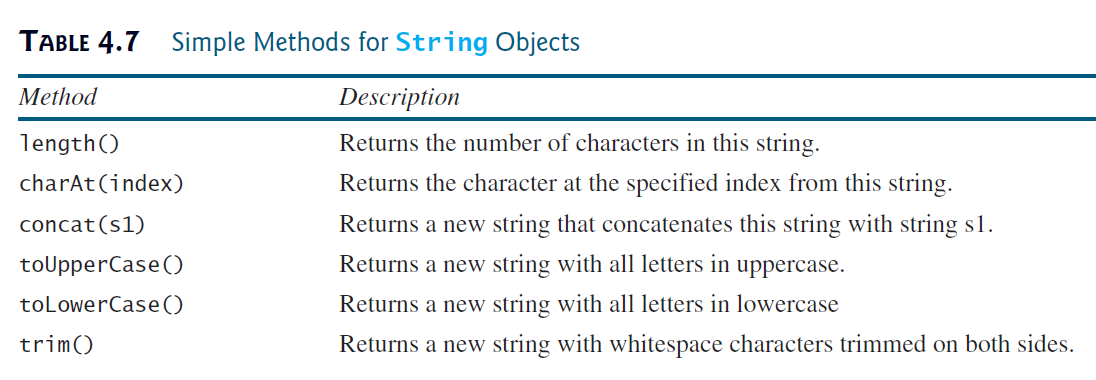 TABLE 4.7 Simple Methods for String Objects
Method Description
length() Returns the number of characters in this string.
charAt(index) Returns the character at the specified index from this string.
concat(s1) Returns a new string that concatenates this string with string s1.
toUpperCase() Returns a new string with all letters in uppercase.
toLowerCase() Returns a new string with all letters in lowercase
trim() Returns a new string with whitespace characters trimmed on both sides.